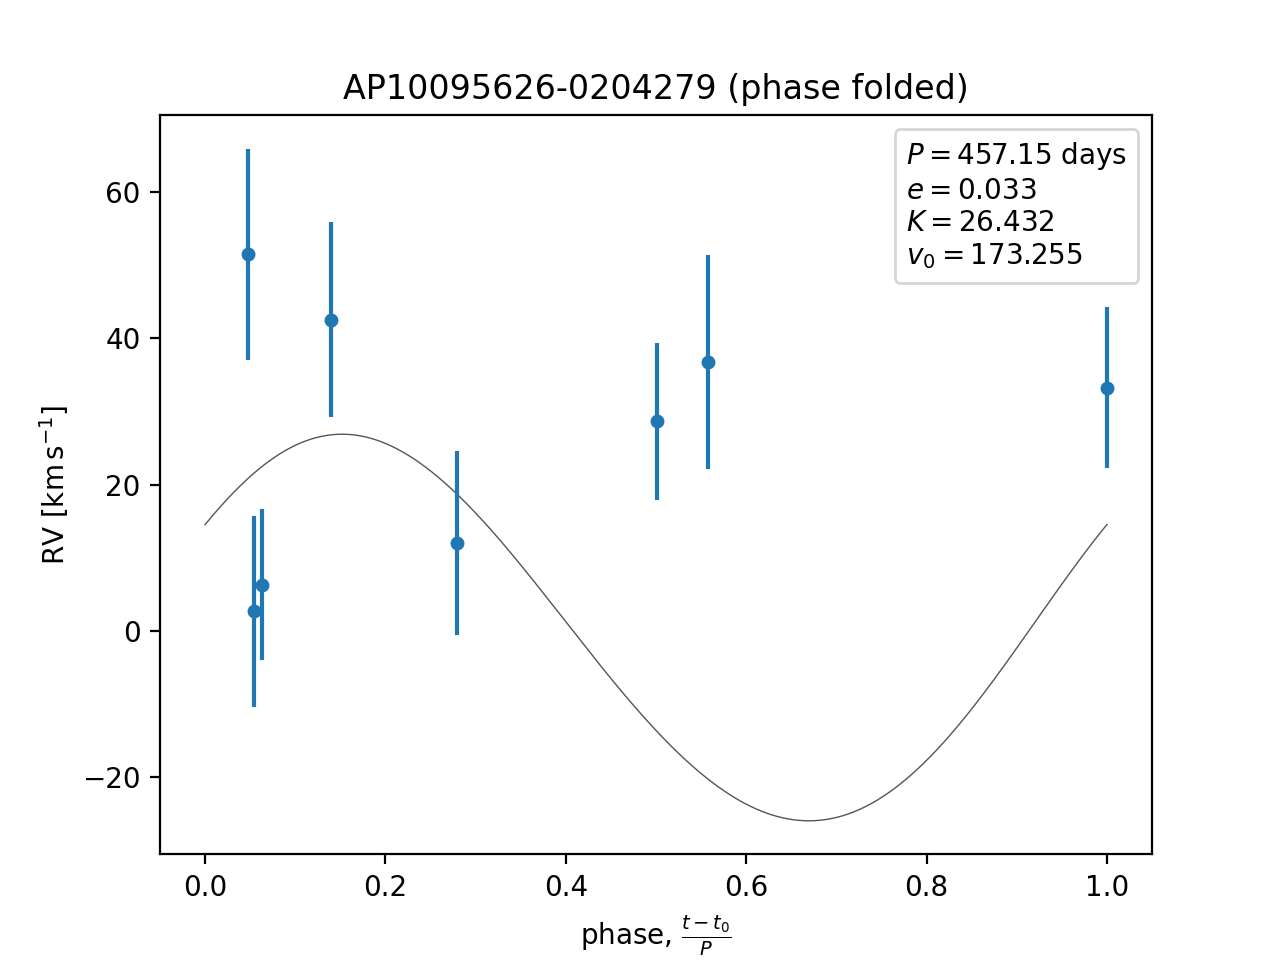 AP10095626-0204279 (phase folded)
P = 457.15 days
e = 0.033
K = 26.432
v₀ = 173.255
60
40
20
0
−20
RV [km s⁻¹]
0.0 0.2 0.4 0.6 0.8 1.0
phase, (t − t₀)/P